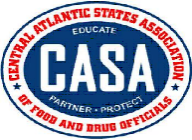 CENTRAL ATLANTIC STATES ASSOCIATION
EDUCATE
CASA
PARTNER • PROTECT
OF FOOD AND DRUG OFFICIALS